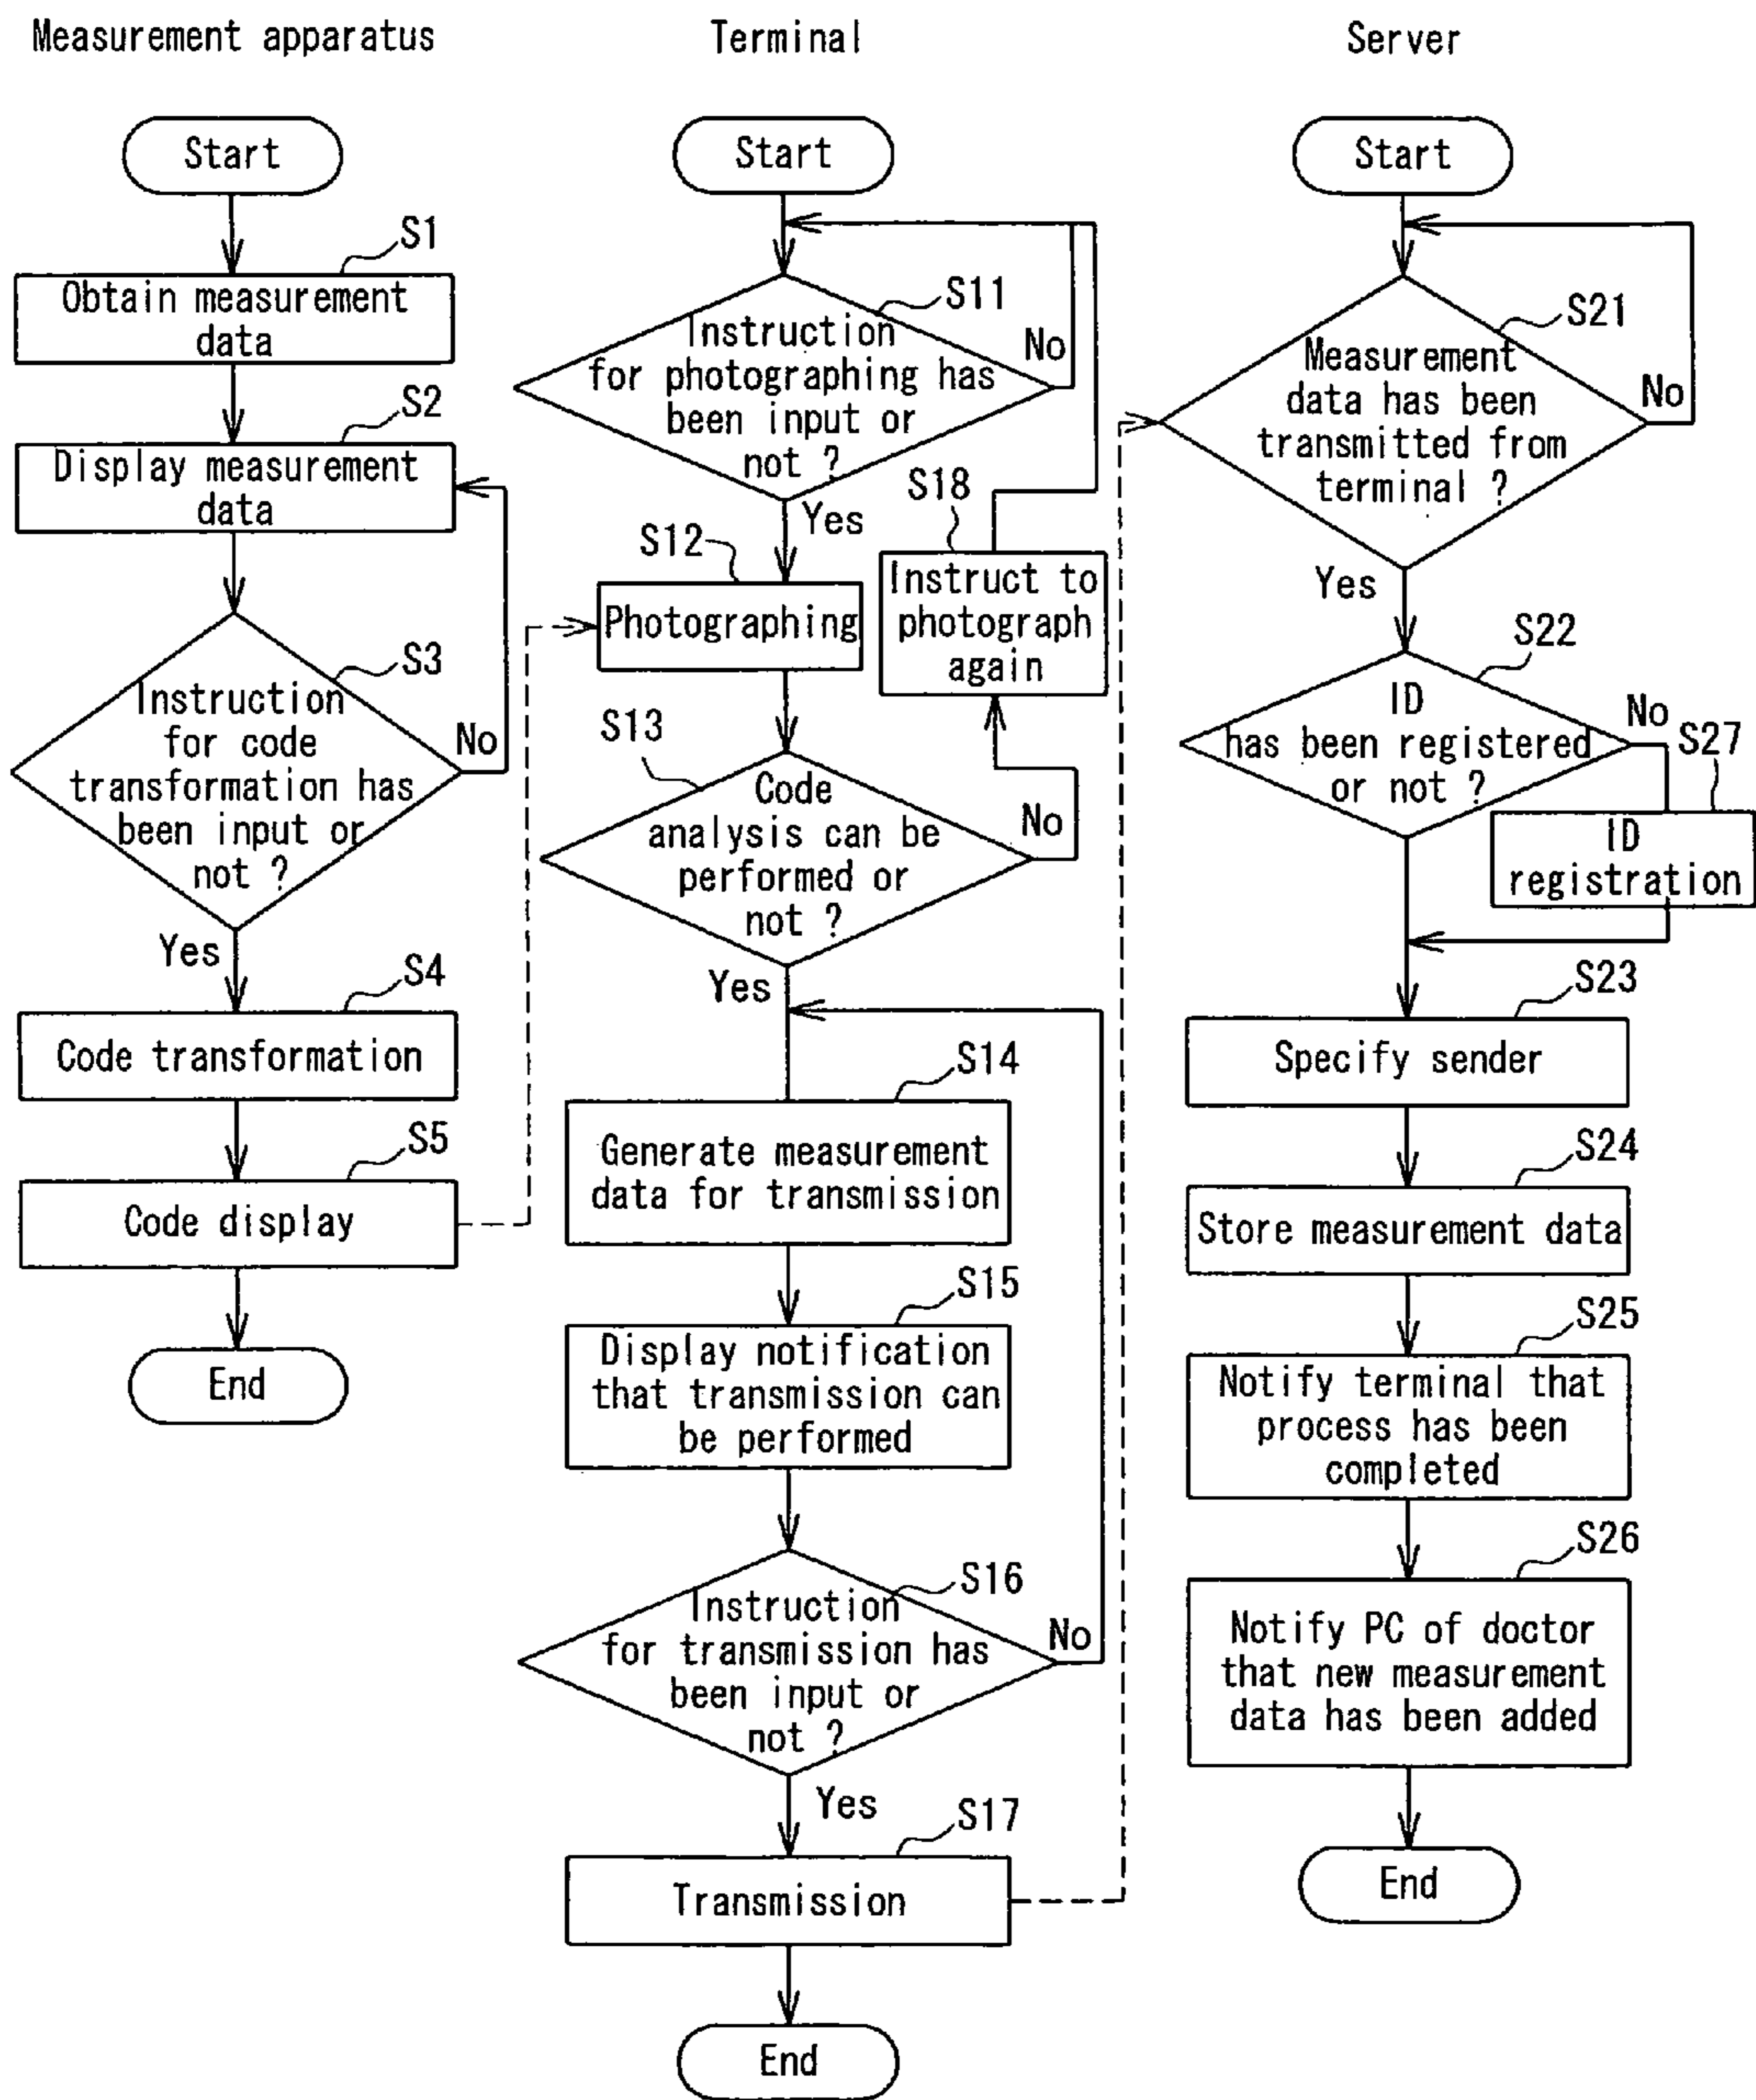 Measurement apparatus
Start
S1
Obtain measurement
data
S2
Display measurement
data
S3
Instruction
for code
transformation has
been input or
not ?
No
Yes
S4
Code transformation
S5
Code display
End
Terminal
Start
S11
Instruction
for photographing has
been input or
not ?
No
Yes
S12
Photographing
S18
Instruct to
photograph
again
S13
Code
analysis can be
performed or
not ?
No
Yes
S14
Generate measurement
data for transmission
S15
Display notification
that transmission can
be performed
S16
Instruction
for transmission has
been input or
not ?
No
Yes
S17
Transmission
End
Server
Start
S21
Measurement
data has been
transmitted from
terminal ?
No
Yes
S22
ID
has been registered
or not ?
No
S27
ID
registration
S23
Specify sender
S24
Store measurement data
S25
Notify terminal that
process has been
completed
S26
Notify PC of doctor
that new measurement
data has been added
End